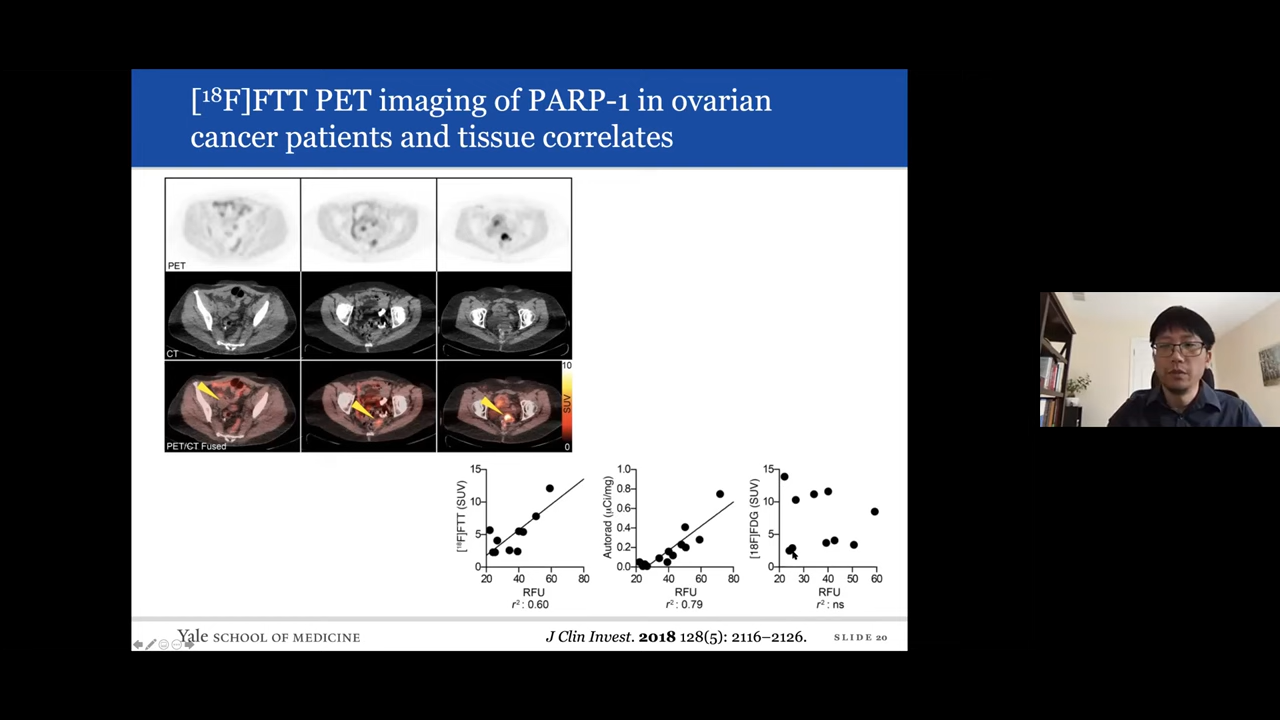 [¹⁸F]FTT PET imaging of PARP-1 in ovarian
cancer patients and tissue correlates
PET
CT
PET/CT Fused
10
SUV
0
[¹⁸F]FTT (SUV)
15
10
5
0
20 40 60 80
RFU
r²: 0.60
Autorad (µCi/mg)
1.0
0.8
0.6
0.4
0.2
0.0
20 40 60 80
RFU
r²: 0.79
[18F]FDG (SUV)
15
10
5
0
20 30 40 50 60
RFU
r²: ns
Yale SCHOOL OF MEDICINE
J Clin Invest. 2018 128(5): 2116–2126.
SLIDE 20